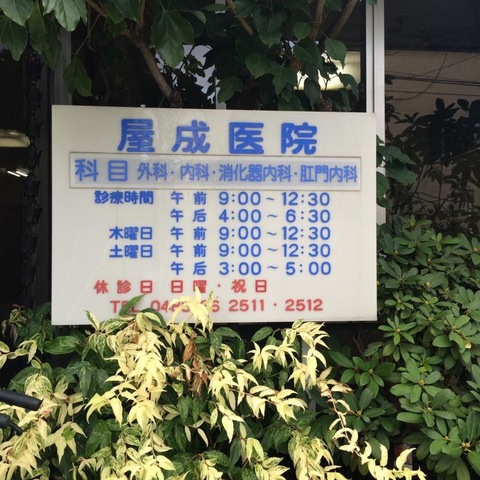 屋成医院
科目 外科・内科・消化器内科・肛門内科
診療時間 午前 9:00～12:30
午后 4:00～6:30
木曜日 午前 9:00～12:30
土曜日 午前 9:00～12:30
午后 3:00～5:00
休診日 日曜・祝日
TEL 2511・2512